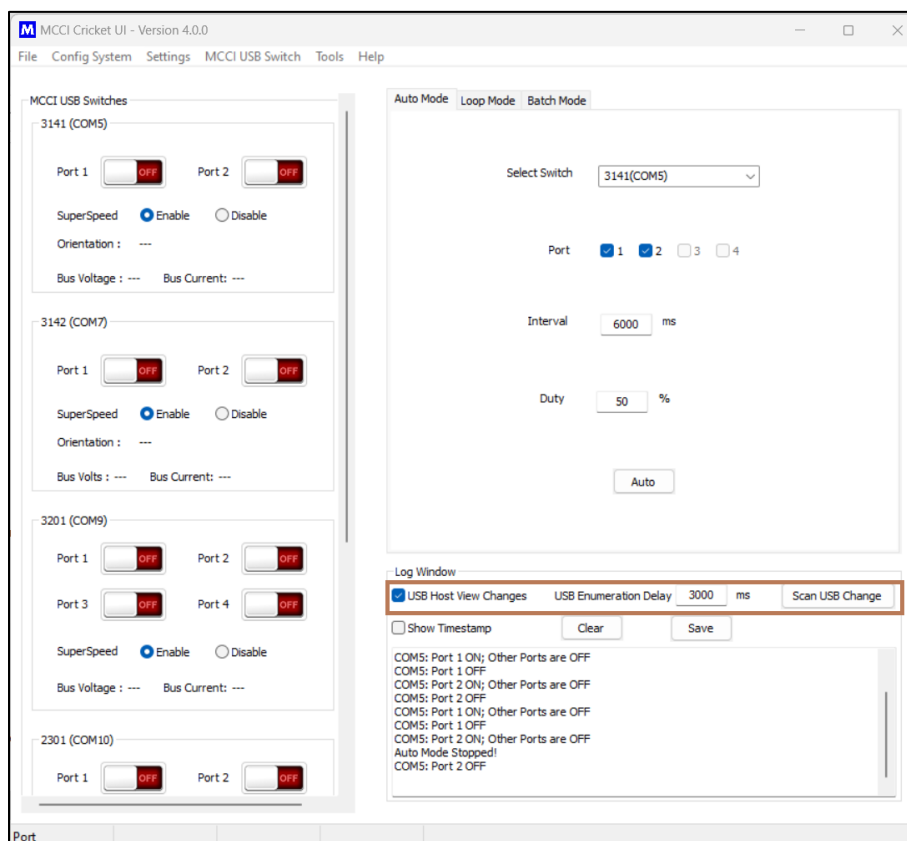 M MCCI Cricket UI - Version 4.0.0
File Config System Settings MCCI USB Switch Tools Help
MCCI USB Switches
3141 (COM5)
Port 1 OFF Port 2 OFF
SuperSpeed Enable Disable
Orientation : ---
Bus Voltage : --- Bus Current: ---
3142 (COM7)
Port 1 OFF Port 2 OFF
SuperSpeed Enable Disable
Orientation : ---
Bus Volts : --- Bus Current: ---
3201 (COM9)
Port 1 OFF Port 2 OFF
Port 3 OFF Port 4 OFF
SuperSpeed Enable Disable
Bus Voltage : --- Bus Current: ---
2301 (COM10)
Port 1 OFF Port 2 OFF
Auto Mode Loop Mode Batch Mode
Select Switch 3141(COM5)
Port 1 2 3 4
Interval 6000 ms
Duty 50 %
Auto
Log Window
USB Host View Changes USB Enumeration Delay 3000 ms Scan USB Change
Show Timestamp Clear Save
COM5: Port 1 ON; Other Ports are OFF
COM5: Port 1 OFF
COM5: Port 2 ON; Other Ports are OFF
COM5: Port 2 OFF
COM5: Port 1 ON; Other Ports are OFF
COM5: Port 1 OFF
COM5: Port 2 ON; Other Ports are OFF
Auto Mode Stopped!
COM5: Port 2 OFF
Port